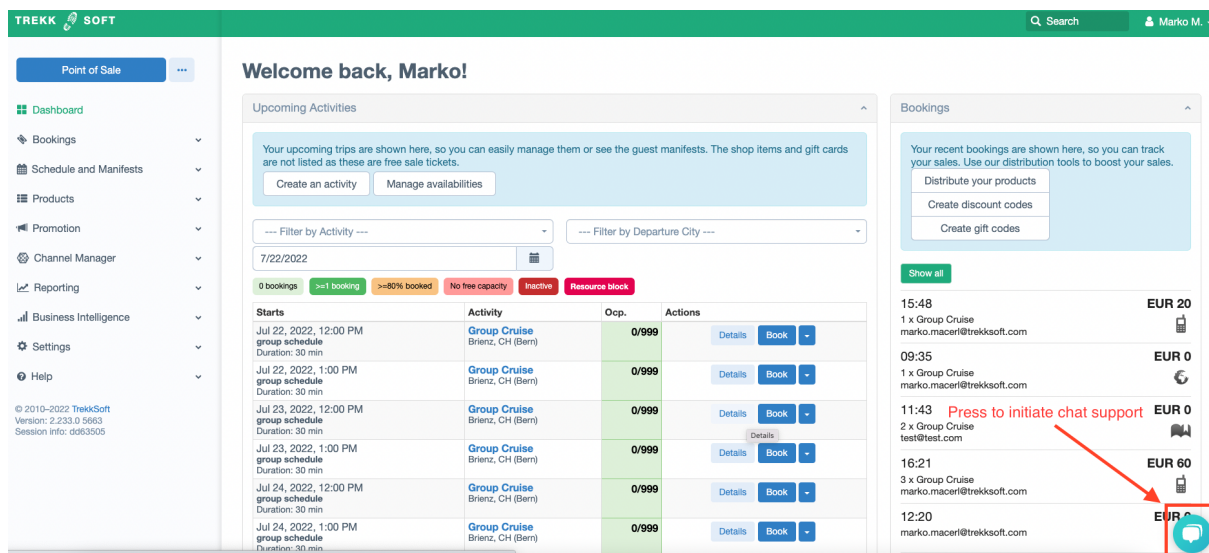 TREKK SOFT
Search
Marko M.
Point of Sale
Dashboard
Bookings
Schedule and Manifests
Products
Promotion
Channel Manager
Reporting
Business Intelligence
Settings
Help
© 2010–2022 TrekkSoft
Version: 2.233.0 5663
Session info: dd63505
Welcome back, Marko!
Upcoming Activities
Your upcoming trips are shown here, so you can easily manage them or see the guest manifests. The shop items and gift cards
are not listed as these are free sale tickets.
Create an activity Manage availabilities
--- Filter by Activity --- --- Filter by Departure City ---
7/22/2022
0 bookings >=1 booking >=80% booked No free capacity Inactive Resource block
Starts Activity Ocp. Actions
Jul 22, 2022, 12:00 PM Group Cruise 0/999 Details Book
group schedule Brienz, CH (Bern)
Duration: 30 min
Jul 22, 2022, 1:00 PM Group Cruise 0/999 Details Book
group schedule Brienz, CH (Bern)
Duration: 30 min
Jul 23, 2022, 12:00 PM Group Cruise 0/999 Details Book
group schedule Brienz, CH (Bern)
Duration: 30 min
Details
Jul 23, 2022, 1:00 PM Group Cruise 0/999 Details Book
group schedule Brienz, CH (Bern)
Duration: 30 min
Jul 24, 2022, 12:00 PM Group Cruise 0/999 Details Book
group schedule Brienz, CH (Bern)
Duration: 30 min
Jul 24, 2022, 1:00 PM Group Cruise 0/999 Details Book
group schedule Brienz, CH (Bern)
Duration: 30 min
Bookings
Your recent bookings are shown here, so you can track
your sales. Use our distribution tools to boost your sales.
Distribute your products
Create discount codes
Create gift codes
Show all
15:48 EUR 20
1 x Group Cruise
marko.macerl@trekksoft.com
09:35 EUR 0
1 x Group Cruise
marko.macerl@trekksoft.com
11:43 Press to initiate chat support EUR 0
2 x Group Cruise
test@test.com
16:21 EUR 60
3 x Group Cruise
marko.macerl@trekksoft.com
12:20 EUR 0
marko.macerl@trekksoft.com